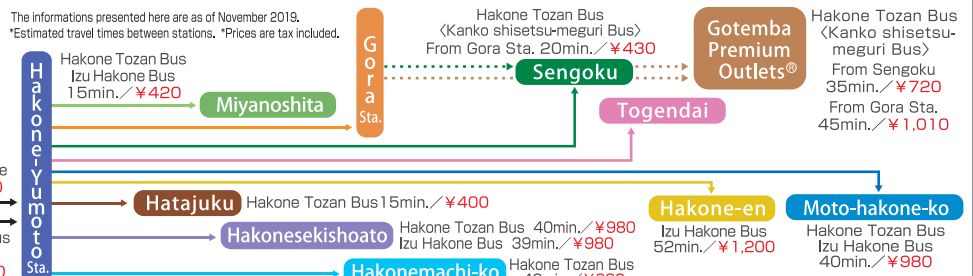 The informations presented here are as of November 2019.
*Estimated travel times between stations. *Prices are tax included.
Hakone-Yumoto Sta.
Hakone Tozan Bus
Izu Hakone Bus
15min.／￥420
Miyanoshita
Gora Sta.
Hakone Tozan Bus
〈Kanko shisetsu-meguri Bus〉
From Gora Sta. 20min.／￥430
Sengoku
Gotemba
Premium
Outlets®
Hakone Tozan Bus
〈Kanko shisetsu-
meguri Bus〉
From Sengoku
35min.／￥720
From Gora Sta.
45min.／￥1,010
Togendai
Hatajuku
Hakone Tozan Bus15min.／￥400
Hakonesekishoato
Hakone Tozan Bus 40min.／￥980
Izu Hakone Bus 39min.／￥980
Hakone-en
Izu Hakone Bus
52min.／￥1,200
Moto-hakone-ko
Hakone Tozan Bus
Izu Hakone Bus
40min.／￥980
Hakonemachi-ko
Hakone Tozan Bus